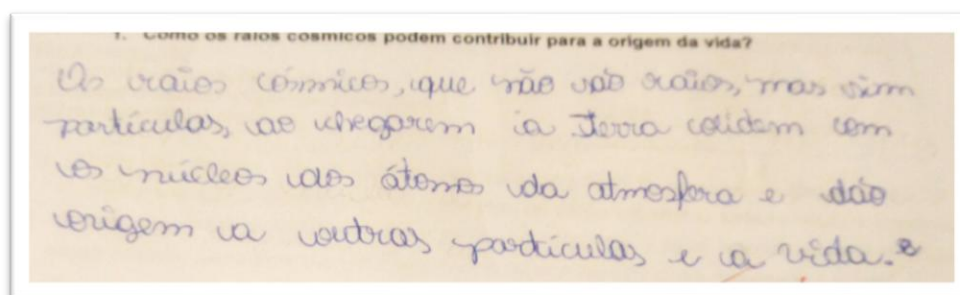 1. Como os raios cósmicos podem contribuir para a origem da vida?
Os raios cósmicos, que não são raios, mas sim
partículas, ao chegarem a Terra colidem com
os núcleos dos átomos da atmosfera e dão
origem a outras partículas e a vida.